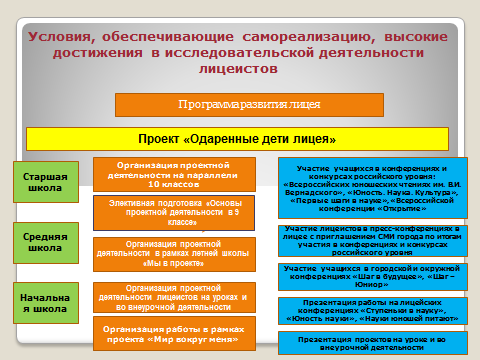 Условия, обеспечивающие самореализацию, высокие
достижения в исследовательской деятельности
лицеистов
Программа развития лицея
Проект «Одаренные дети лицея»
Старшая
школа
Организация проектной
деятельности на параллели
10 классов
Элективная подготовка «Основы
проектной деятельности в 9
классе»
Участие учащихся в конференциях и
конкурсах российского уровня:
«Всероссийских юношеских чтениях им. В.И.
Вернадского», «Юность. Наука. Культура»,
«Первые шаги в науке», «Всероссийской
конференции «Открытие»
Средняя
школа
Организация проектной
деятельности в рамках летней школы
«Мы в проекте»
Участие лицеистов в пресс-конференциях в
лицее с приглашением СМИ города по итогам
участия в конференциях и конкурсах
российского уровня
Участие учащихся в городской и окружной
конференциях «Шаг в будущее», «Шаг –
Юниор»
Начальна
я школа
Организация проектной
деятельности лицеистов на уроках и
во внеурочной деятельности
Организация работы в рамках
проекта «Мир вокруг меня»
Презентация работы на лицейских
конференциях «Ступеньки в науку»,
«Юность науки», «Науки юношей питают»
Презентация проектов на уроке и во
внеурочной деятельности